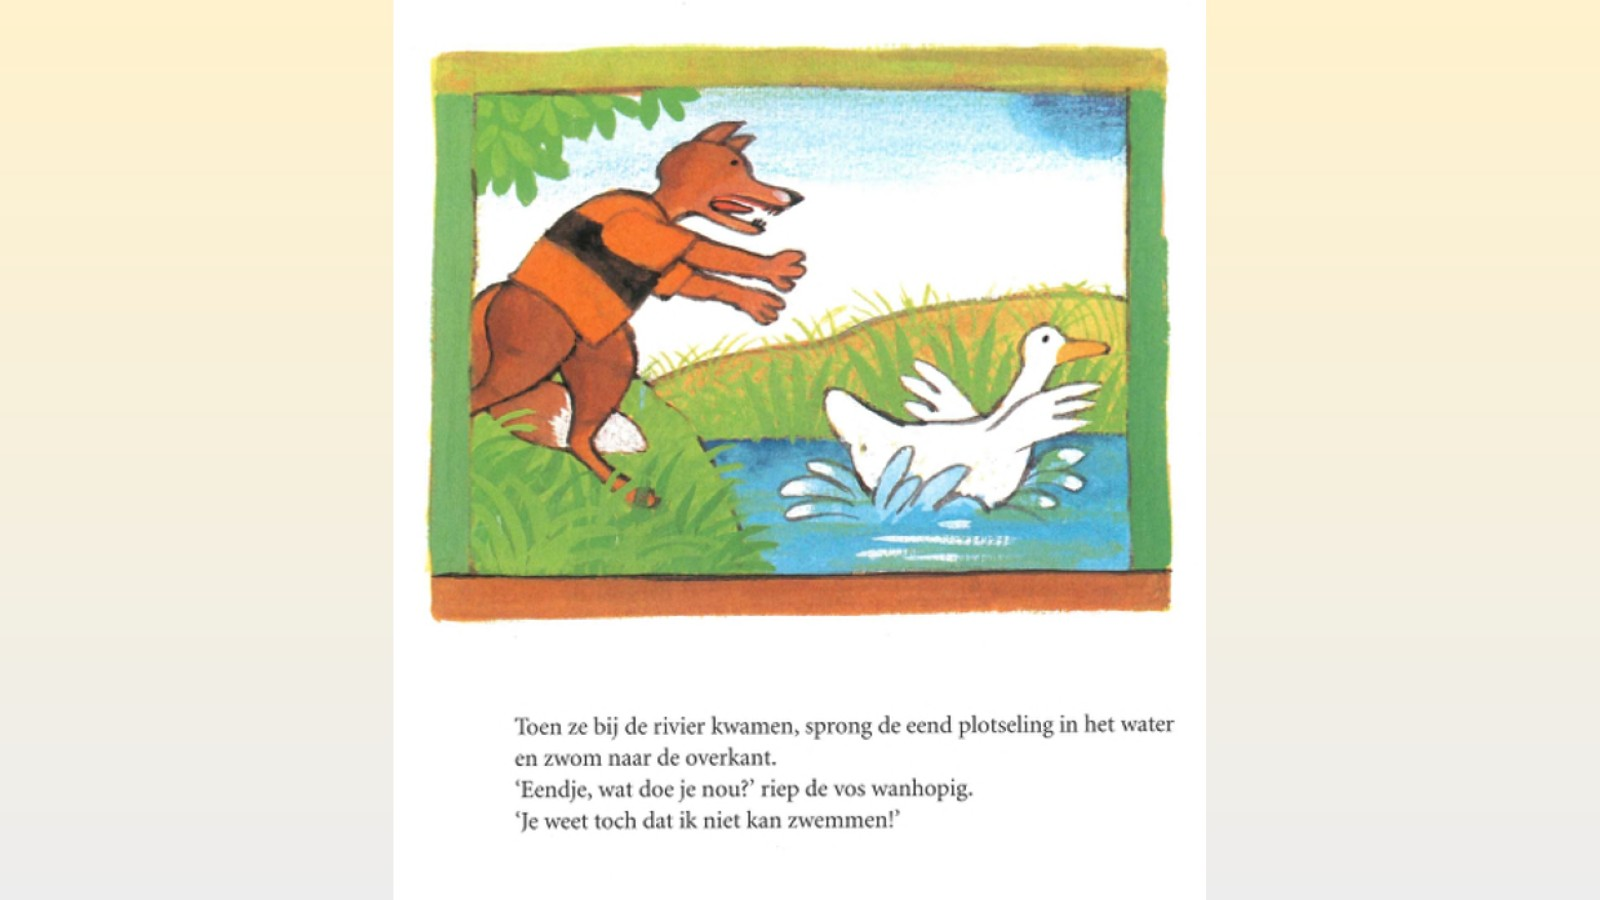 Toen ze bij de rivier kwamen, sprong de eend plotseling in het water
en zwom naar de overkant.
‘Eendje, wat doe je nou?’ riep de vos wanhopig.
‘Je weet toch dat ik niet kan zwemmen!’